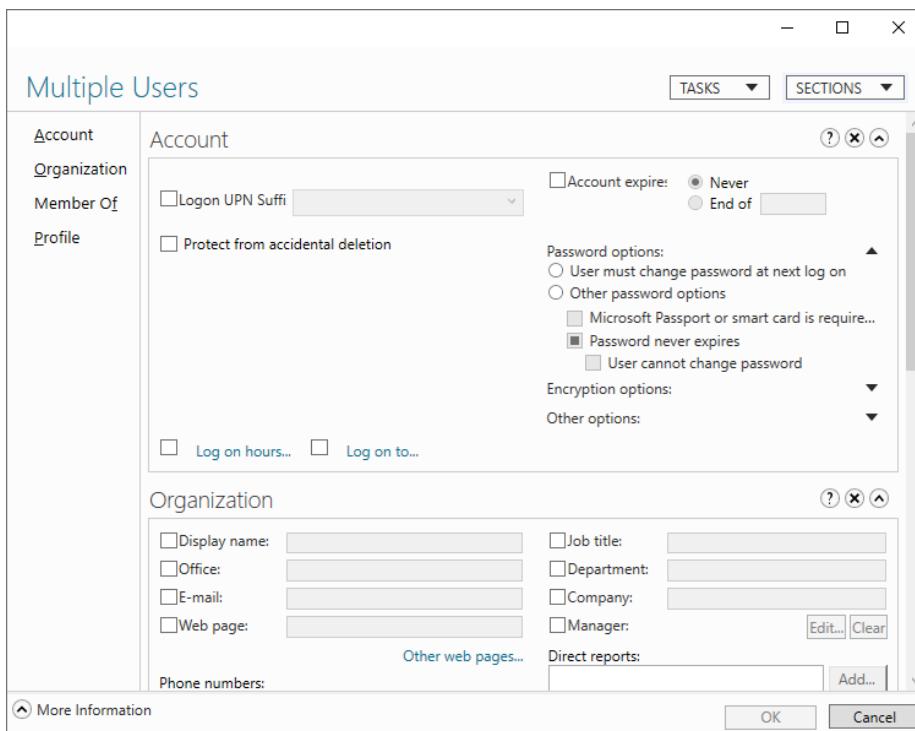 Multiple Users
TASKS
SECTIONS
Account
Organization
Member Of
Profile
Account
Logon UPN Suffi
Account expire:
Never
End of
Protect from accidental deletion
Password options:
User must change password at next log on
Other password options
Microsoft Passport or smart card is require...
Password never expires
User cannot change password
Encryption options:
Other options:
Log on hours... Log on to...
Organization
Display name: Job title:
Office: Department:
E-mail: Company:
Web page: Manager: Edit... Clear
Other web pages... Direct reports:
Phone numbers: Add...
More Information
OK Cancel